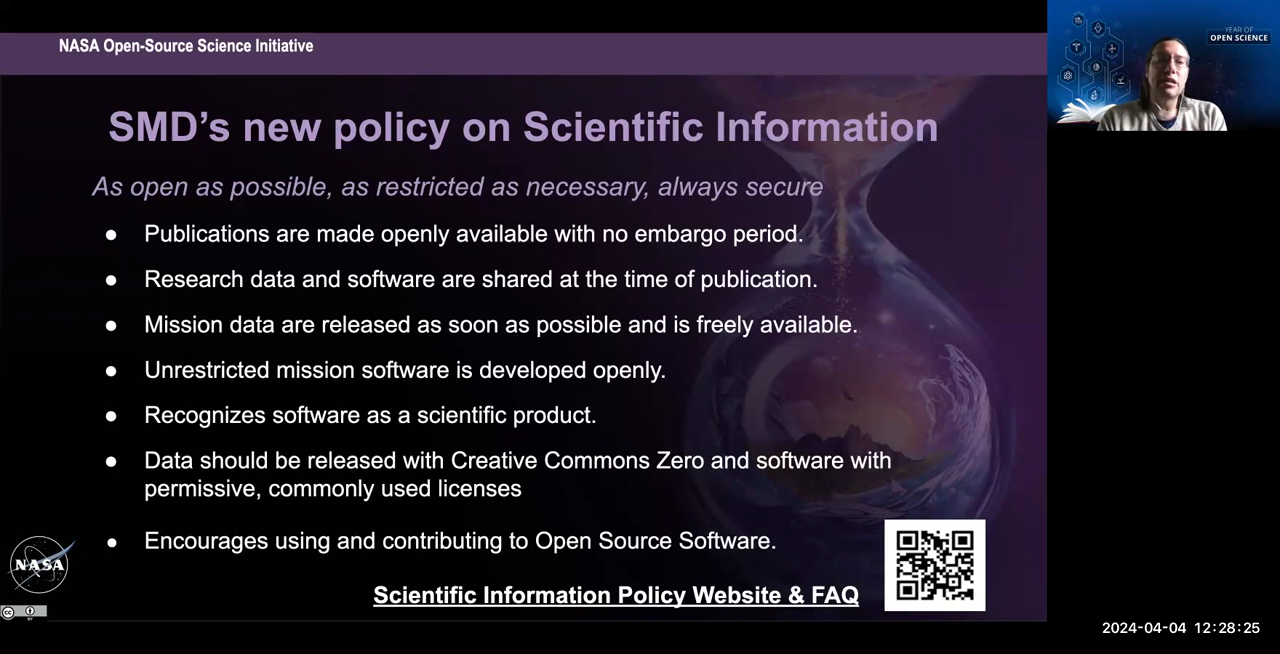 NASA Open-Source Science Initiative
YEAR OF
OPEN SCIENCE
SMD’s new policy on Scientific Information
As open as possible, as restricted as necessary, always secure
● Publications are made openly available with no embargo period.
● Research data and software are shared at the time of publication.
● Mission data are released as soon as possible and is freely available.
● Unrestricted mission software is developed openly.
● Recognizes software as a scientific product.
● Data should be released with Creative Commons Zero and software with
permissive, commonly used licenses
● Encourages using and contributing to Open Source Software.
NASA
Scientific Information Policy Website & FAQ
cc
BY
2024-04-04 12:28:25